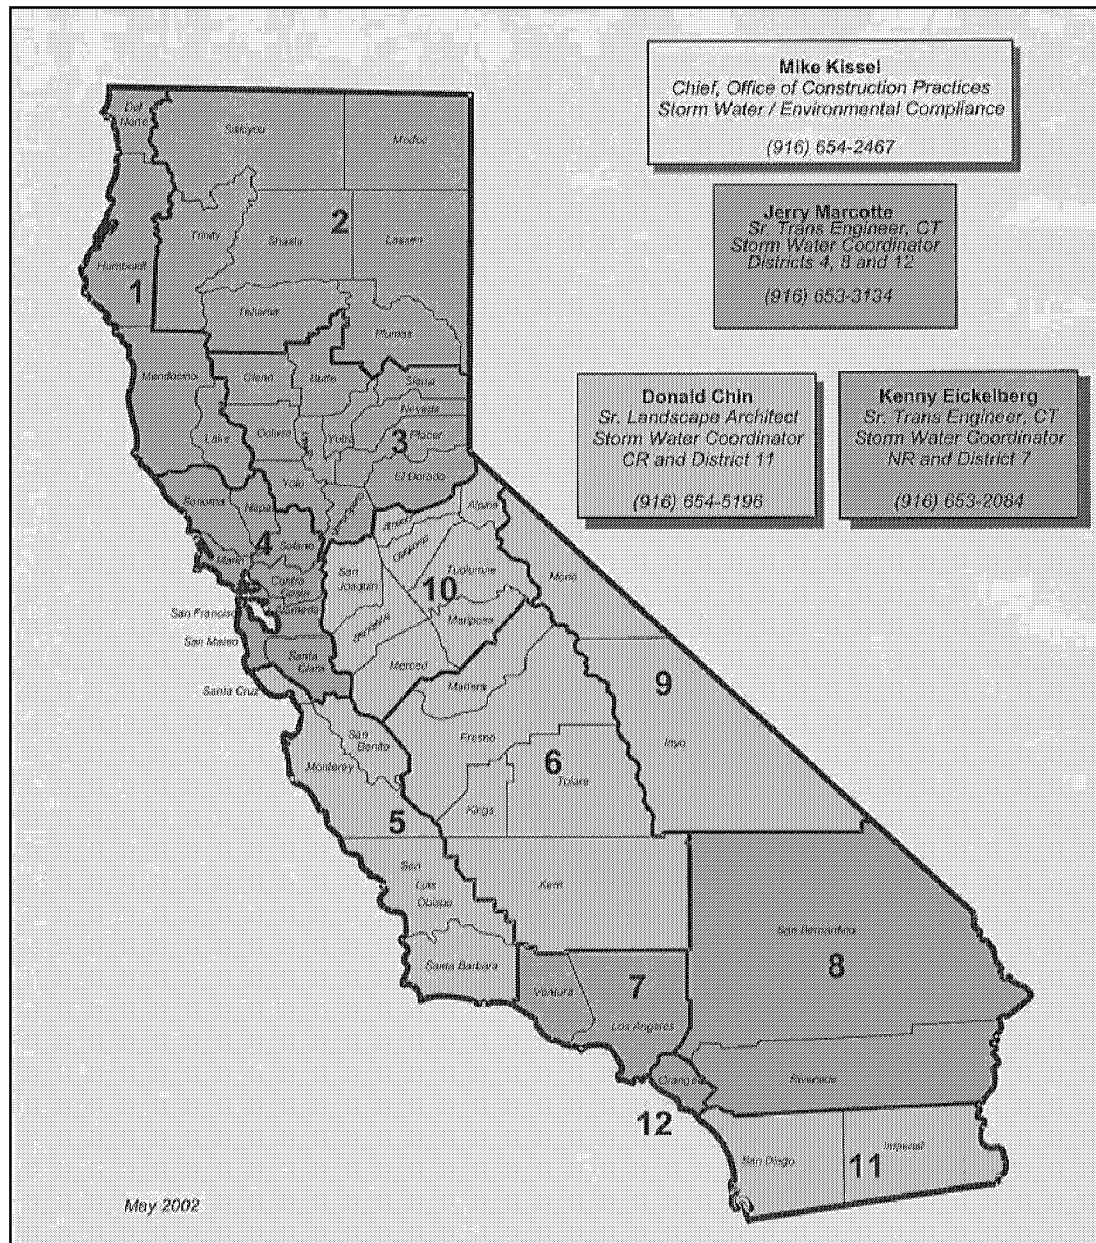 Mike Kissel
Chief, Office of Construction Practices
Storm Water / Environmental Compliance
(916) 654-2467
Jerry Marcotte
Sr. Trans Engineer, CT
Storm Water Coordinator
Districts 4, 8 and 12
(916) 653-3134
Donald Chin
Sr. Landscape Architect
Storm Water Coordinator
CR and District 11
(916) 654-5196
Kenny Eickelberg
Sr. Trans Engineer, CT
Storm Water Coordinator
NR and District 7
(916) 653-2084
Del
Norte
Siskiyou
Modoc
Humboldt
1
Trinity
Shasta
2
Lassen
Tehama
Plumas
Mendocino
Lake
Glenn
Butte
Sierra
Colusa
Yuba
Nevada
Placer
3
El Dorado
Yolo
Sonoma
Napa
4
Solano
Marin
Contra
Costa
Alameda
San Francisco
San Mateo
Santa
Clara
Santa Cruz
Alpine
San
Joaquin
10
Tuolumne
Mariposa
Merced
Mono
9
Inyo
Madera
Fresno
6
Tulare
Kings
Kern
San
Benito
Monterey
5
San
Luis
Obispo
Santa Barbara
Ventura
7
Los Angeles
San Bernardino
8
Orange
12
Riverside
San Diego
11
Imperial
May 2002